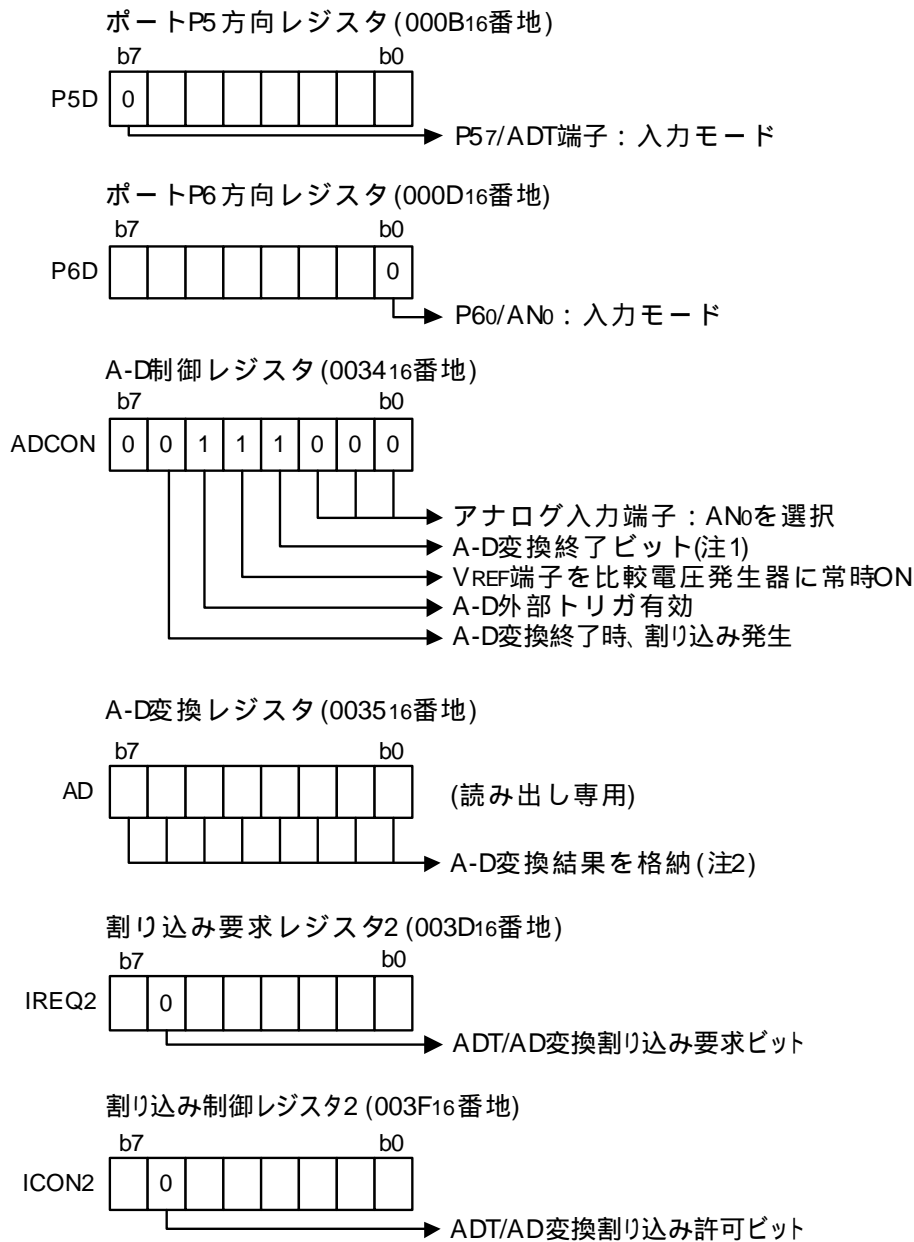 ポートP5方向レジスタ(000B16番地)
b7 b0
P5D 0
P57/ADT端子：入力モード
ポートP6方向レジスタ(000D16番地)
b7 b0
P6D 0
P60/AN0：入力モード
A-D制御レジスタ(003416番地)
b7 b0
ADCON 0 0 1 1 1 0 0 0
アナログ入力端子：AN0を選択
A-D変換終了ビット(注1)
VREF端子を比較電圧発生器に常時ON
A-D外部トリガ有効
A-D変換終了時、割り込み発生
A-D変換レジスタ(003516番地)
b7 b0
AD (読み出し専用)
A-D変換結果を格納(注2)
割り込み要求レジスタ2(003D16番地)
b7 b0
IREQ2 0
ADT/AD変換割り込み要求ビット
割り込み制御レジスタ2(003F16番地)
b7 b0
ICON2 0
ADT/AD変換割り込み許可ビット